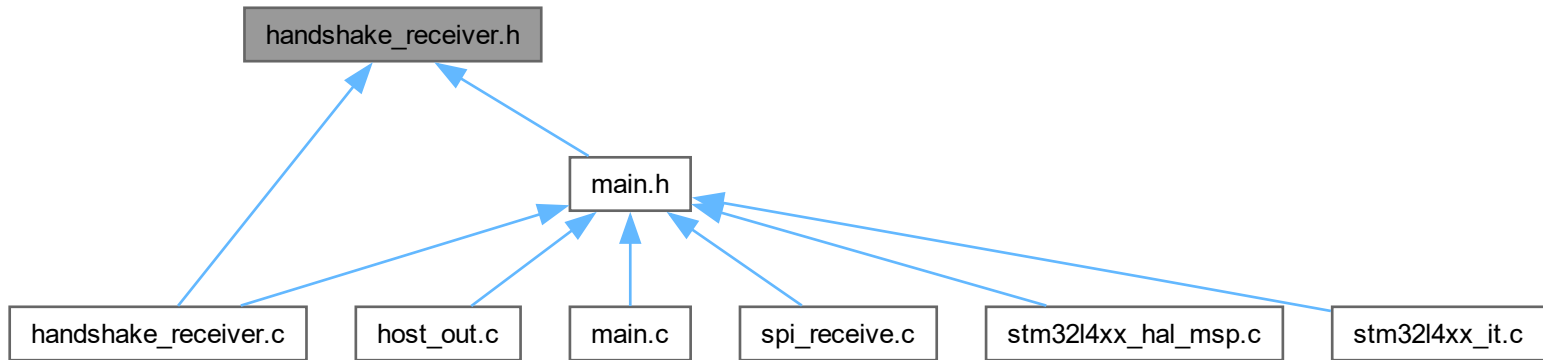 handshake_receiver.h
main.h
handshake_receiver.c
host_out.c
main.c
spi_receive.c
stm32l4xx_hal_msp.c
stm32l4xx_it.c